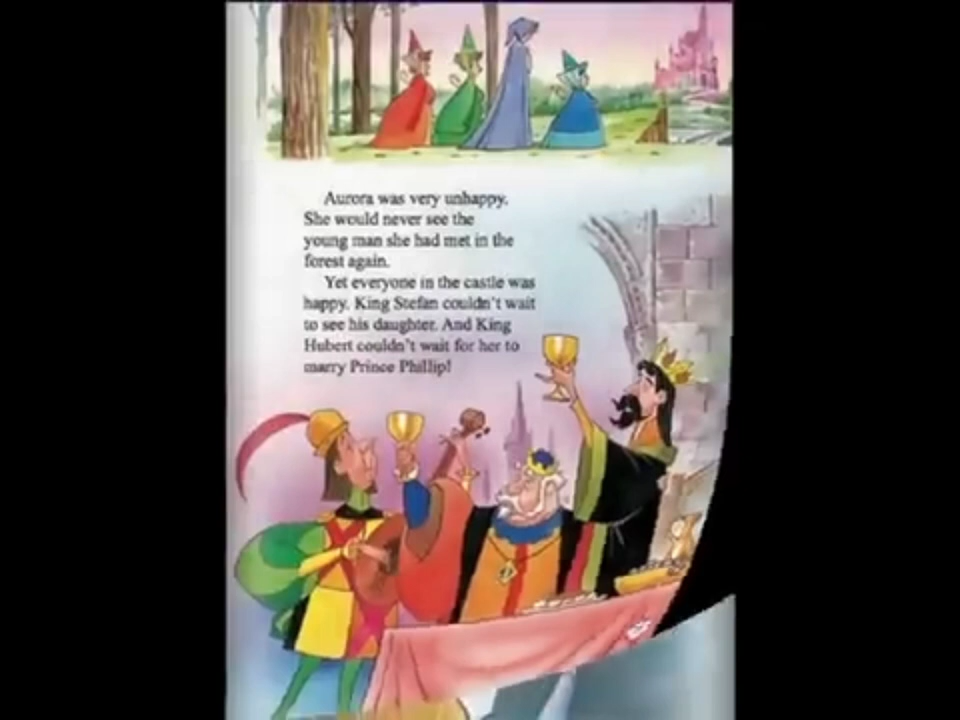 Aurora was very unhappy.
She would never see the
young man she had met in the
forest again.
Yet everyone in the castle was
happy. King Stefan couldn't wait
to see his daughter. And King
Hubert couldn't wait for her to
marry Prince Phillip!